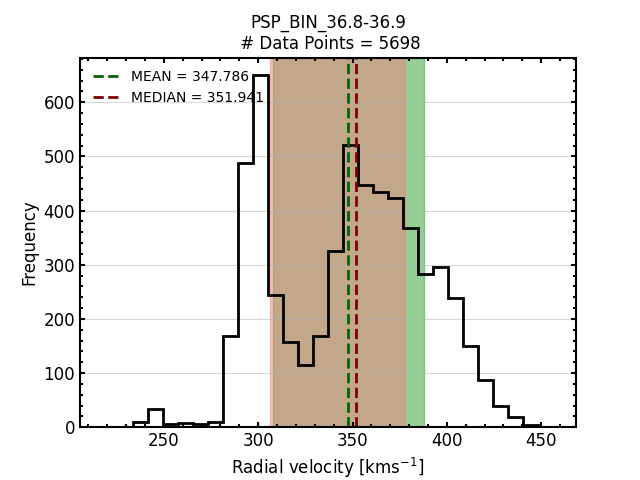 PSP_BIN_36.8-36.9
# Data Points = 5698
MEAN = 347.786
MEDIAN = 351.941
600
500
400
300
200
100
0
Frequency
250 300 350 400 450
Radial velocity [kms⁻¹]